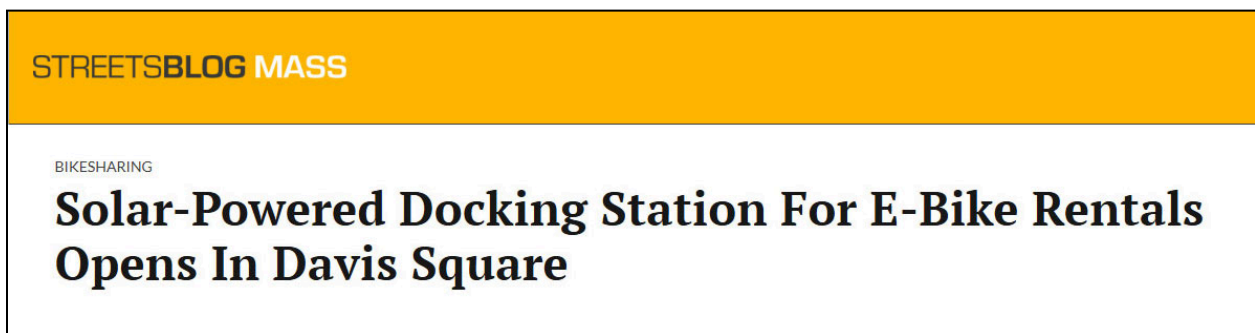 STREETSBLOG MASS
BIKESHARING
Solar-Powered Docking Station For E-Bike Rentals
Opens In Davis Square